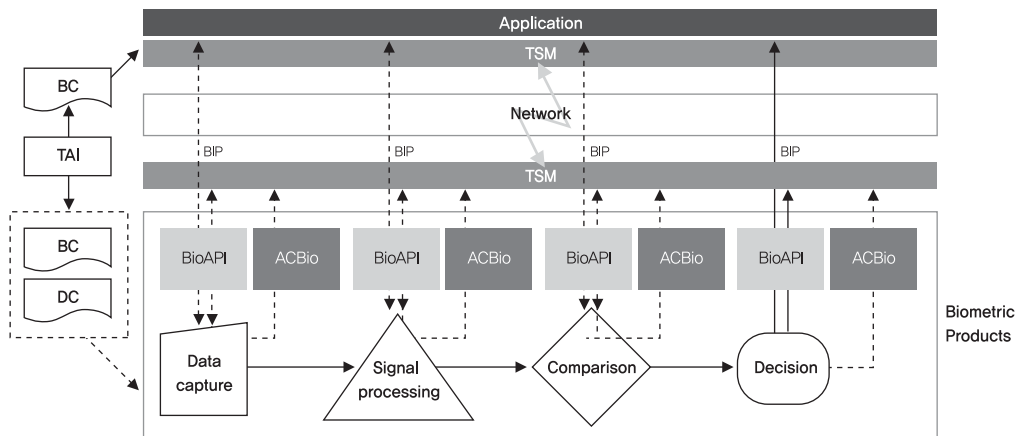 Application
TSM
BC
Network
TAI
BIP BIP BIP BIP
TSM
BC
DC
BioAPI ACBio BioAPI ACBio BioAPI ACBio BioAPI ACBio
Biometric
Products
Data
capture
Signal
processing
Comparison
Decision